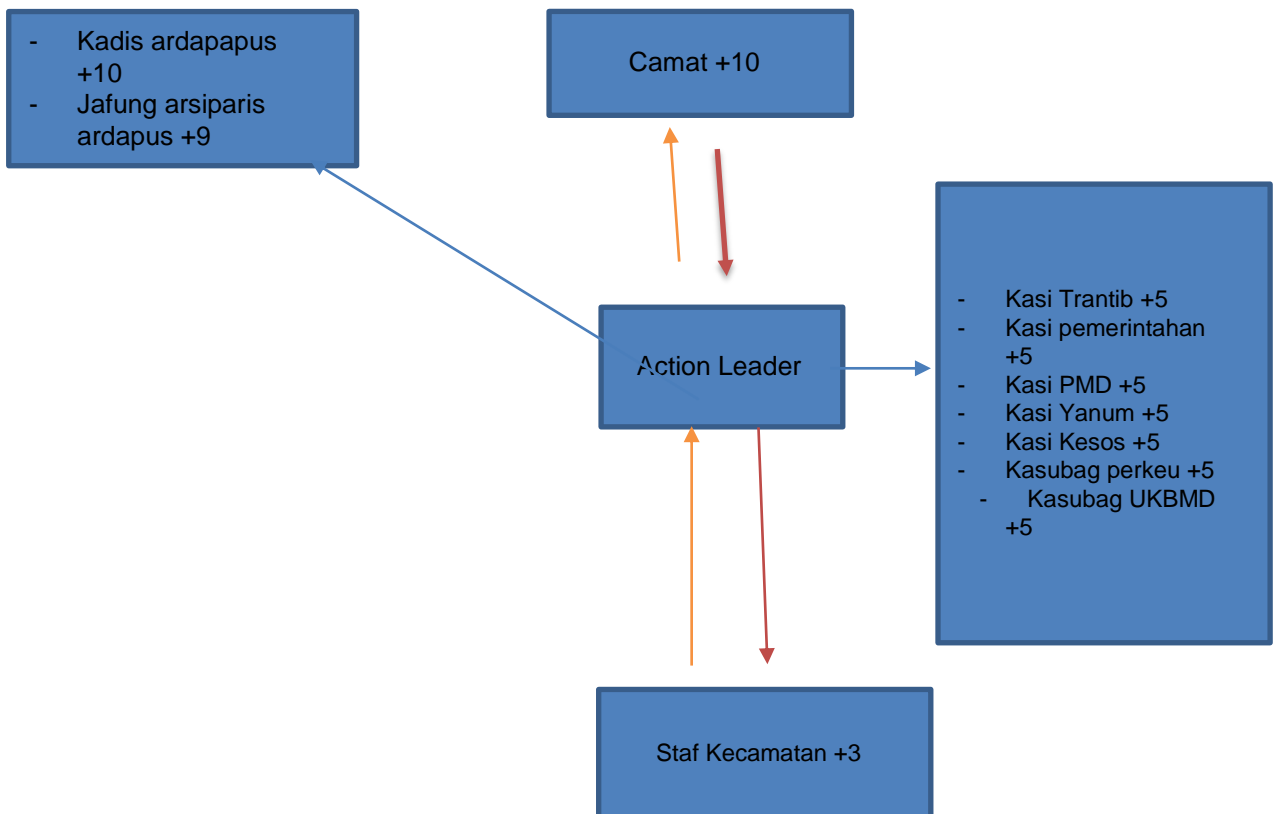 - Kadis ardapapus
+10
- Jafung arsiparis
ardapus +9
Camat +10
Action Leader
- Kasi Trantib +5
- Kasi pemerintahan
+5
- Kasi PMD +5
- Kasi Yanum +5
- Kasi Kesos +5
- Kasubag perkeu +5
- Kasubag UKBMD
+5
Staf Kecamatan +3